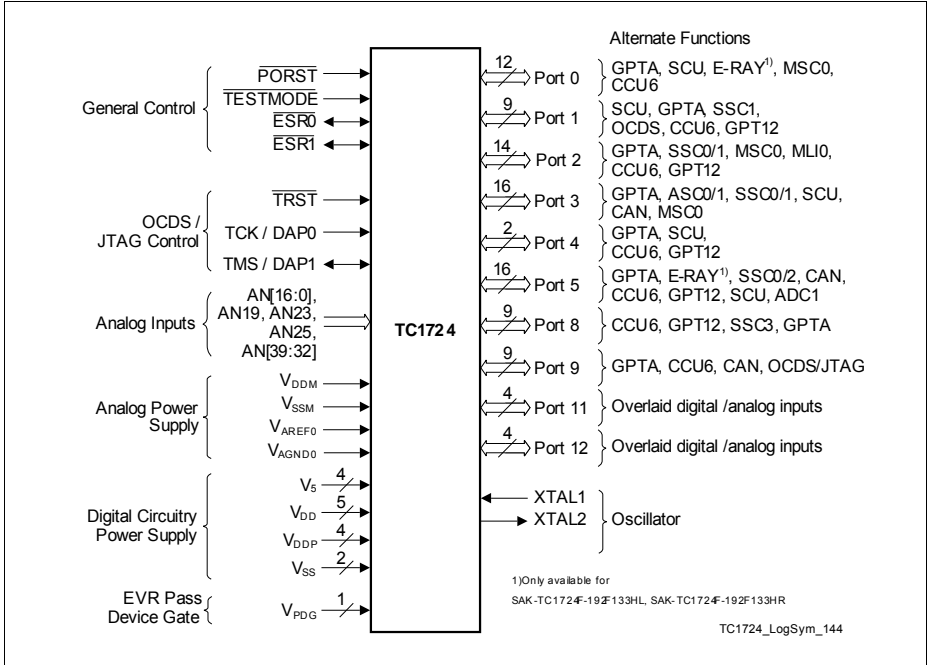 Alternate Functions
General Control
PORST
TESTMODE
ESR0
ESR1
OCDS /
JTAG Control
TRST
TCK / DAP0
TMS / DAP1
Analog Inputs
AN[16:0],
AN19, AN23,
AN25,
AN[39:32]
Analog Power
Supply
VDDM
VSSM
VAREF0
VAGND0
Digital Circuitry
Power Supply
V5 4
VDD 5
VDDP 4
VSS 2
EVR Pass
Device Gate
VPDG 1
TC1724
12 Port 0
GPTA, SCU, E-RAY1), MSC0,
CCU6
9 Port 1
SCU, GPTA, SSC1,
OCDS, CCU6, GPT12
14 Port 2
GPTA, SSC0/1, MSC0, MLI0,
CCU6, GPT12
16 Port 3
GPTA, ASC0/1, SSC0/1, SCU,
CAN, MSC0
2 Port 4
GPTA, SCU,
CCU6, GPT12
16 Port 5
GPTA, E-RAY1), SSC0/2, CAN,
CCU6, GPT12, SCU, ADC1
9 Port 8
CCU6, GPT12, SSC3, GPTA
9 Port 9
GPTA, CCU6, CAN, OCDS/JTAG
4 Port 11
Overlaid digital /analog inputs
4 Port 12
Overlaid digital /analog inputs
XTAL1
XTAL2
Oscillator
1)Only available for
SAK-TC1724F-192F133HL, SAK-TC1724F-192F133HR
TC1724_LogSym_144